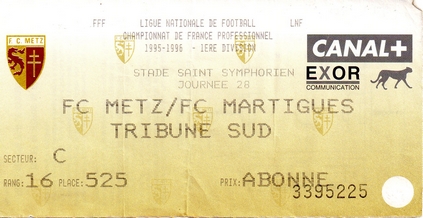 FFF LIGUE NATIONALE DE FOOTBALL LNF
CHAMPIONNAT DE FRANCE PROFESSIONNEL
1995-1996 - 1ERE DIVISION
F.C. METZ
CANAL+
STADE SAINT SYMPHORIEN
JOURNEE 28
EXOR
COMMUNICATION
FC METZ/FC MARTIGUES
TRIBUNE SUD
SECTEUR: C
RANG: 16 PLACE: 525 PRIX: ABONNE
3395225